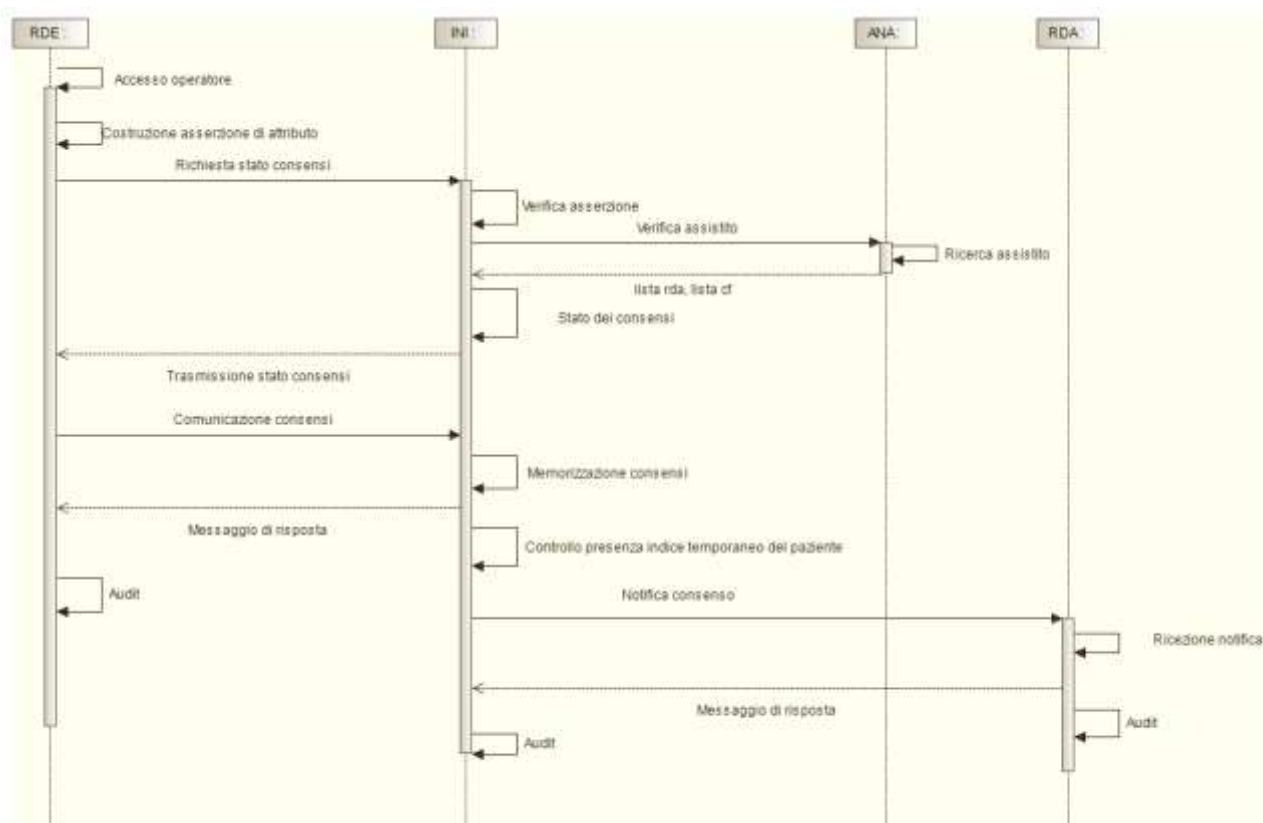 RDE:
INI:
ANA:
RDA:
Accesso operatore
Costruzione asserzione di attributo
Richiesta stato consensi
Verifica asserzione
Verifica assistito
Ricerca assistito
lista rda, lista cf
Stato dei consensi
Trasmissione stato consensi
Comunicazione consensi
Memorizzazione consensi
Messaggio di risposta
Controllo presenza indice temporaneo del paziente
Audit
Notifica consenso
Ricezione notifica
Messaggio di risposta
Audit
Audit